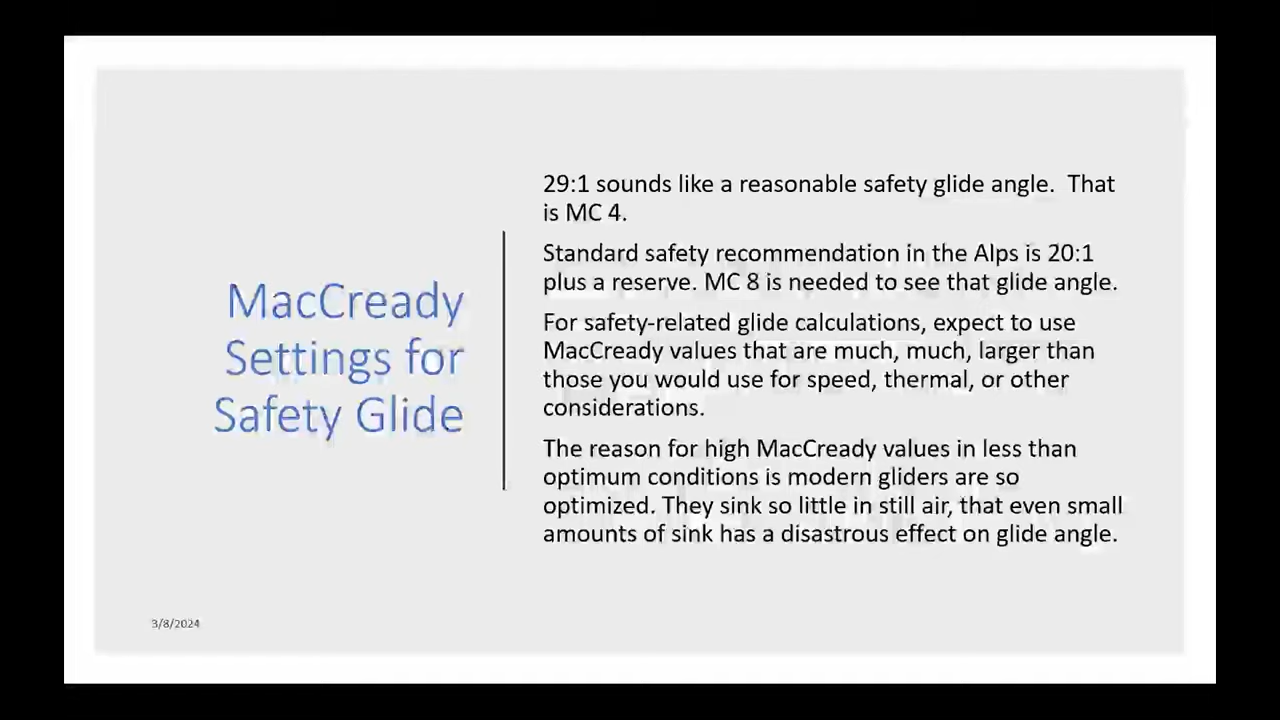 MacCready
Settings for
Safety Glide
29:1 sounds like a reasonable safety glide angle.  That
is MC 4.
Standard safety recommendation in the Alps is 20:1
plus a reserve. MC 8 is needed to see that glide angle.
For safety-related glide calculations, expect to use
MacCready values that are much, much, larger than
those you would use for speed, thermal, or other
considerations.
The reason for high MacCready values in less than
optimum conditions is modern gliders are so
optimized. They sink so little in still air, that even small
amounts of sink has a disastrous effect on glide angle.
3/8/2024